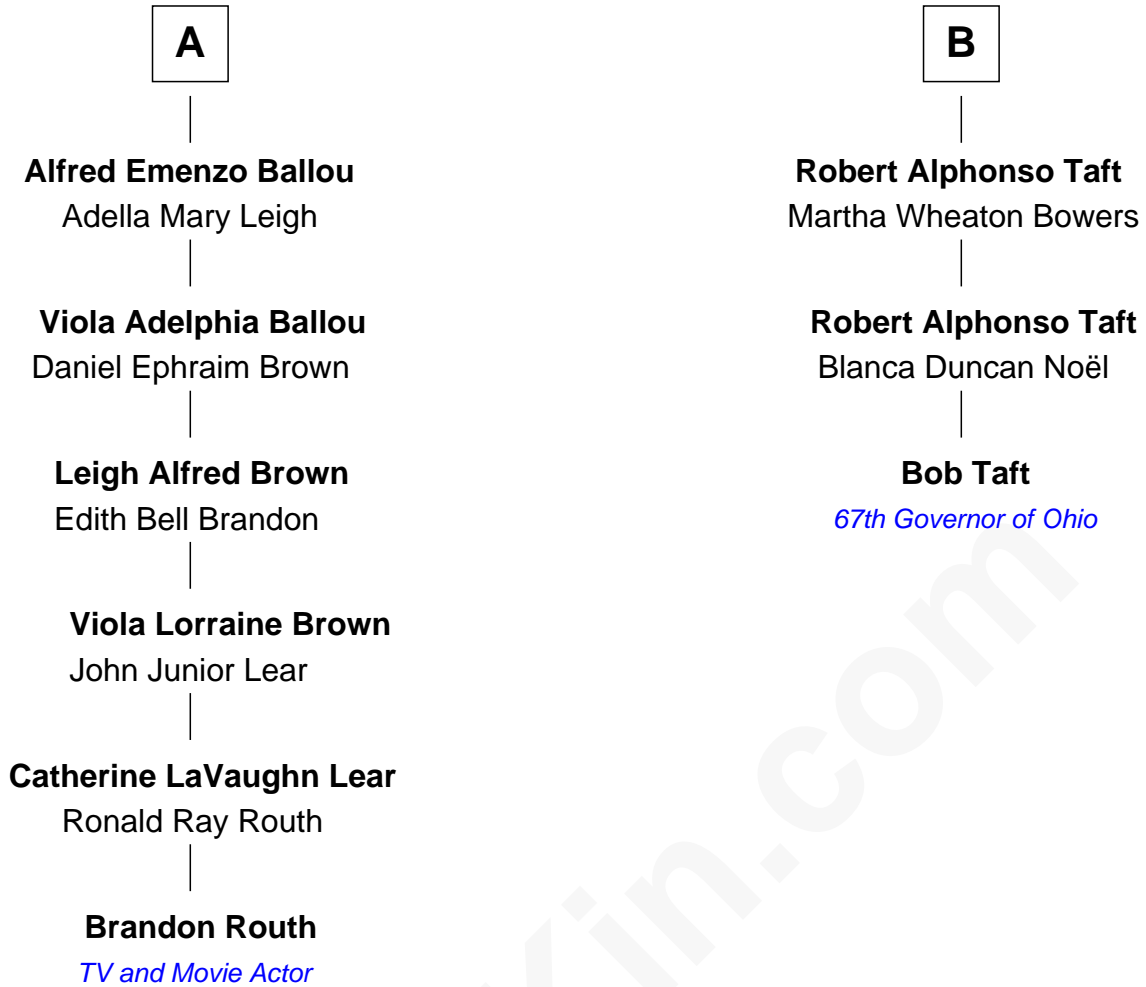 A
Alfred Emenzo Ballou
Adella Mary Leigh
Viola Adelphia Ballou
Daniel Ephraim Brown
Leigh Alfred Brown
Edith Bell Brandon
Viola Lorraine Brown
John Junior Lear
Catherine LaVaughn Lear
Ronald Ray Routh
Brandon Routh
TV and Movie Actor
B
Robert Alphonso Taft
Martha Wheaton Bowers
Robert Alphonso Taft
Blanca Duncan Noël
Bob Taft
67th Governor of Ohio
in.com